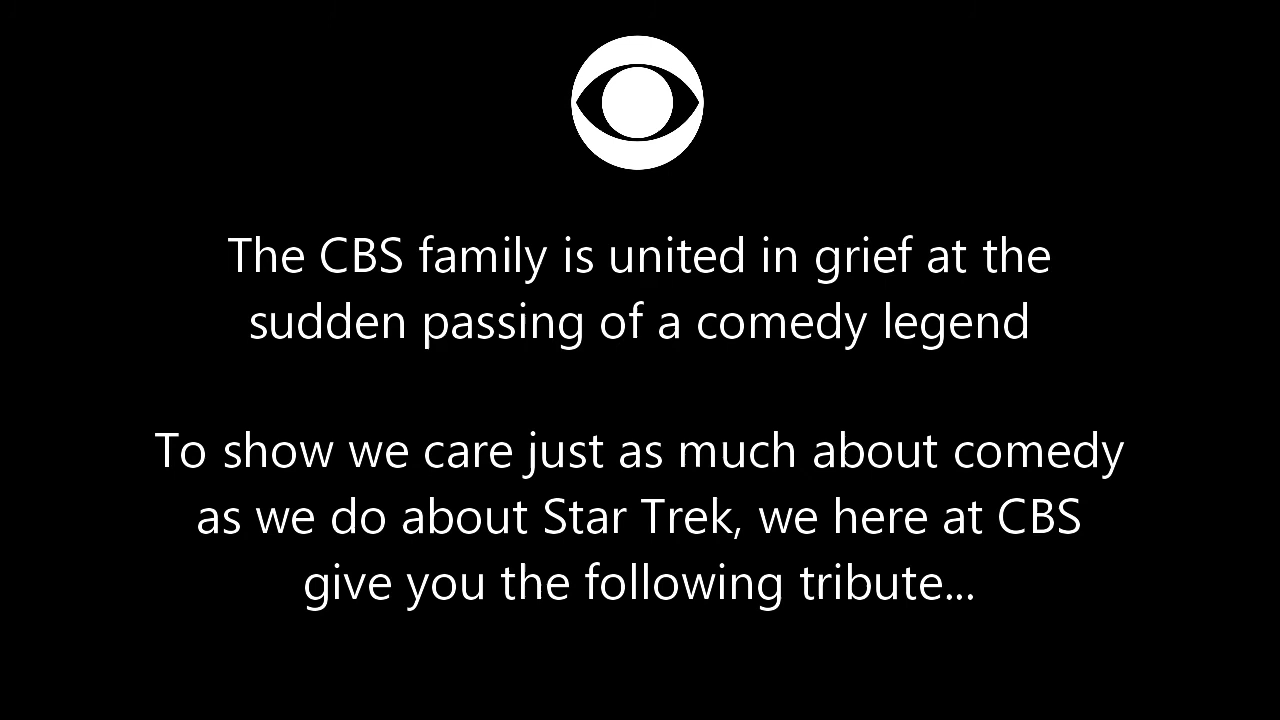 The CBS family is united in grief at the
sudden passing of a comedy legend
To show we care just as much about comedy
as we do about Star Trek, we here at CBS
give you the following tribute...